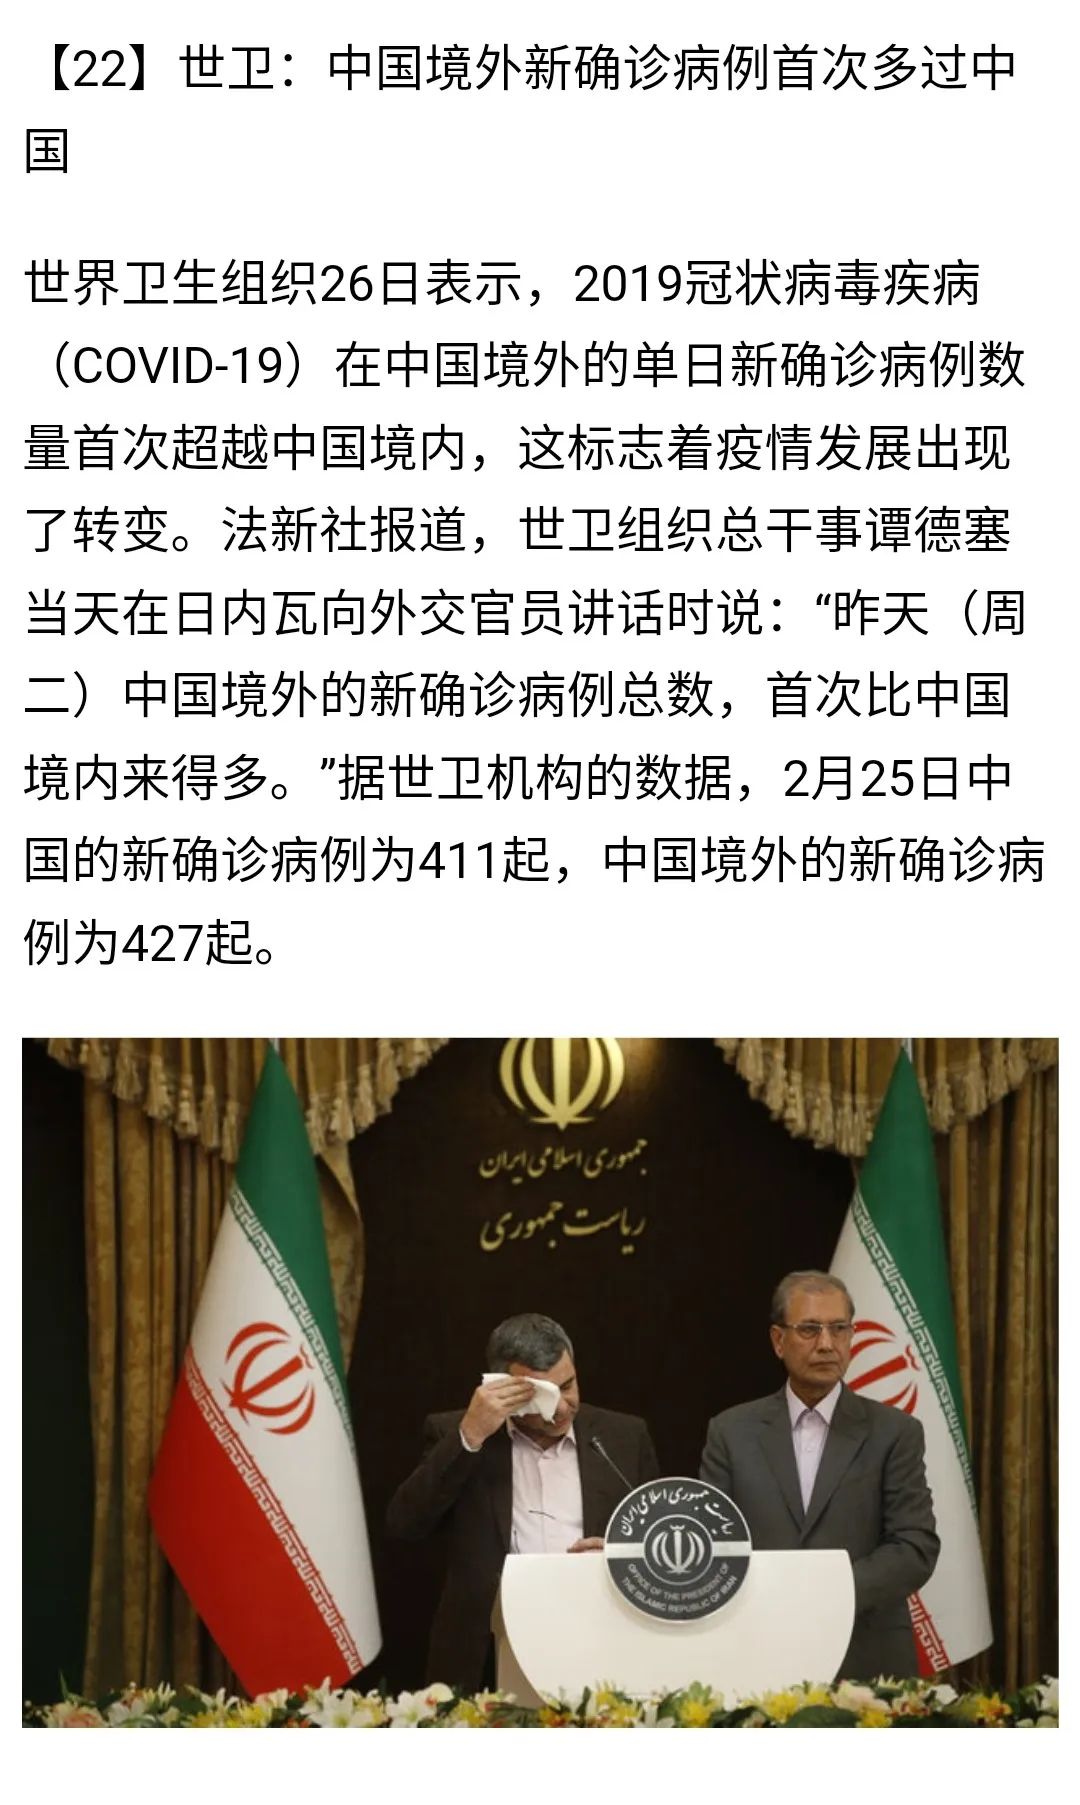 【22】世卫：中国境外新确诊病例首次多过中
国
世界卫生组织26日表示，2019冠状病毒疾病
（COVID-19）在中国境外的单日新确诊病例数
量首次超越中国境内，这标志着疫情发展出现
了转变。法新社报道，世卫组织总干事谭德塞
当天在日内瓦向外交官员讲话时说：“昨天（周
二）中国境外的新确诊病例总数，首次比中国
境内来得多。”据世卫机构的数据，2月25日中
国的新确诊病例为411起，中国境外的新确诊病
例为427起。
جمهوری اسلامی ایران
ریاست جمهوری
ریاست جمهوری اسلامی ایران
OFFICE OF THE PRESIDENT OF
THE ISLAMIC REPUBLIC OF IRAN